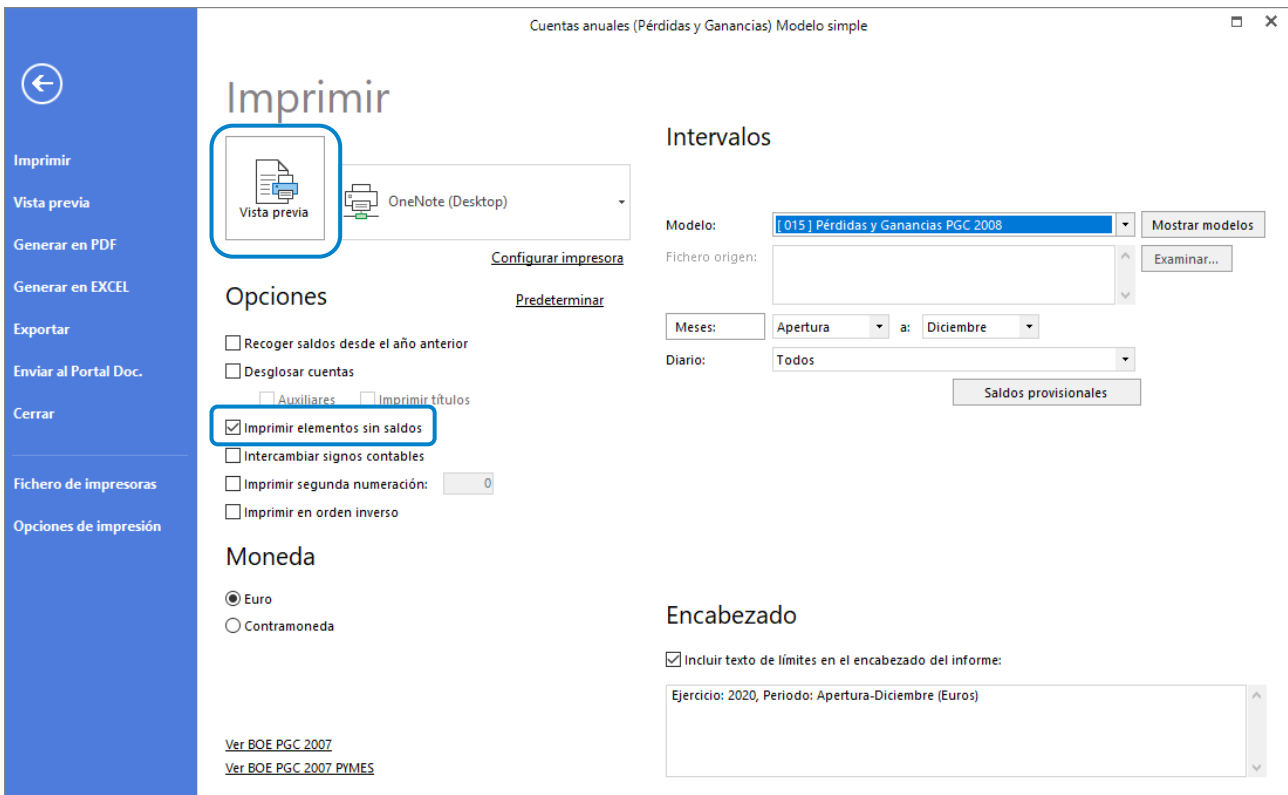 Cuentas anuales (Pérdidas y Ganancias) Modelo simple
Imprimir
Vista previa
Generar en PDF
Generar en EXCEL
Exportar
Enviar al Portal Doc.
Cerrar
Fichero de impresoras
Opciones de impresión
Imprimir
Vista previa
OneNote (Desktop)
Configurar impresora
Opciones
Predeterminar
Recoger saldos desde el año anterior
Desglosar cuentas
Auxiliares Imprimir títulos
Imprimir elementos sin saldos
Intercambiar signos contables
Imprimir segunda numeración: 0
Imprimir en orden inverso
Moneda
Euro
Contramoneda
Ver BOE PGC 2007
Ver BOE PGC 2007 PYMES
Intervalos
Modelo: [ 015 ] Pérdidas y Ganancias PGC 2008 Mostrar modelos
Fichero origen: Examinar...
Meses: Apertura a: Diciembre
Diario: Todos
Saldos provisionales
Encabezado
Incluir texto de límites en el encabezado del informe:
Ejercicio: 2020, Periodo: Apertura-Diciembre (Euros)